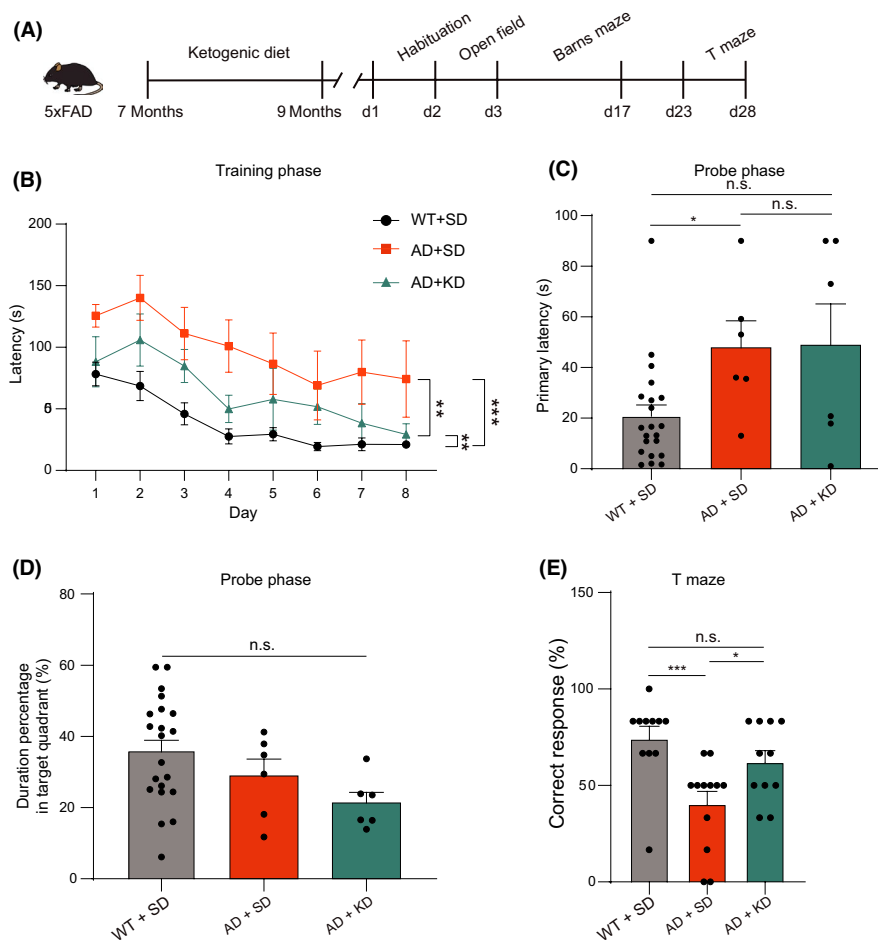 (A)
Ketogenic diet
Habituation
Open field
Barns maze
T maze
5xFAD
7 Months
9 Months
d1
d2
d3
d17
d23
d28
(B)
Training phase
200
150
100
50
6
0
Latency (s)
WT+SD
AD+SD
AD+KD
**
***
**
1 2 3 4 5 6 7 8
Day
(C)
Probe phase
n.s.
n.s.
*
100
80
60
40
20
0
Primary latency (s)
WT + SD
AD + SD
AD + KD
(D)
Probe phase
80
60
40
20
0
Duration percentage
in target quadrant (%)
n.s.
WT + SD
AD + SD
AD + KD
(E)
T maze
150
100
50
0
Correct response (%)
n.s.
***
*
WT + SD
AD + SD
AD + KD